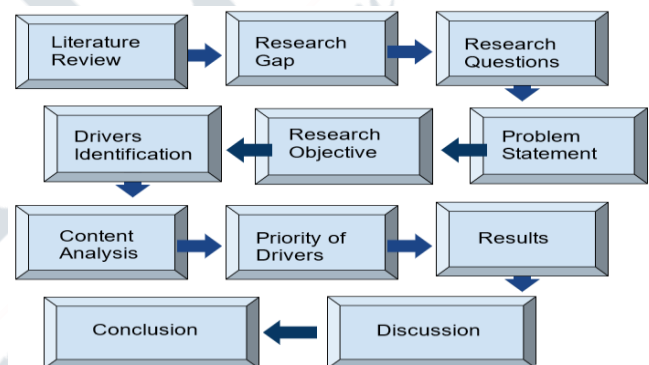 Literature
Review
Research
Gap
Research
Questions
Problem
Statement
Research
Objective
Drivers
Identification
Content
Analysis
Priority of
Drivers
Results
Discussion
Conclusion